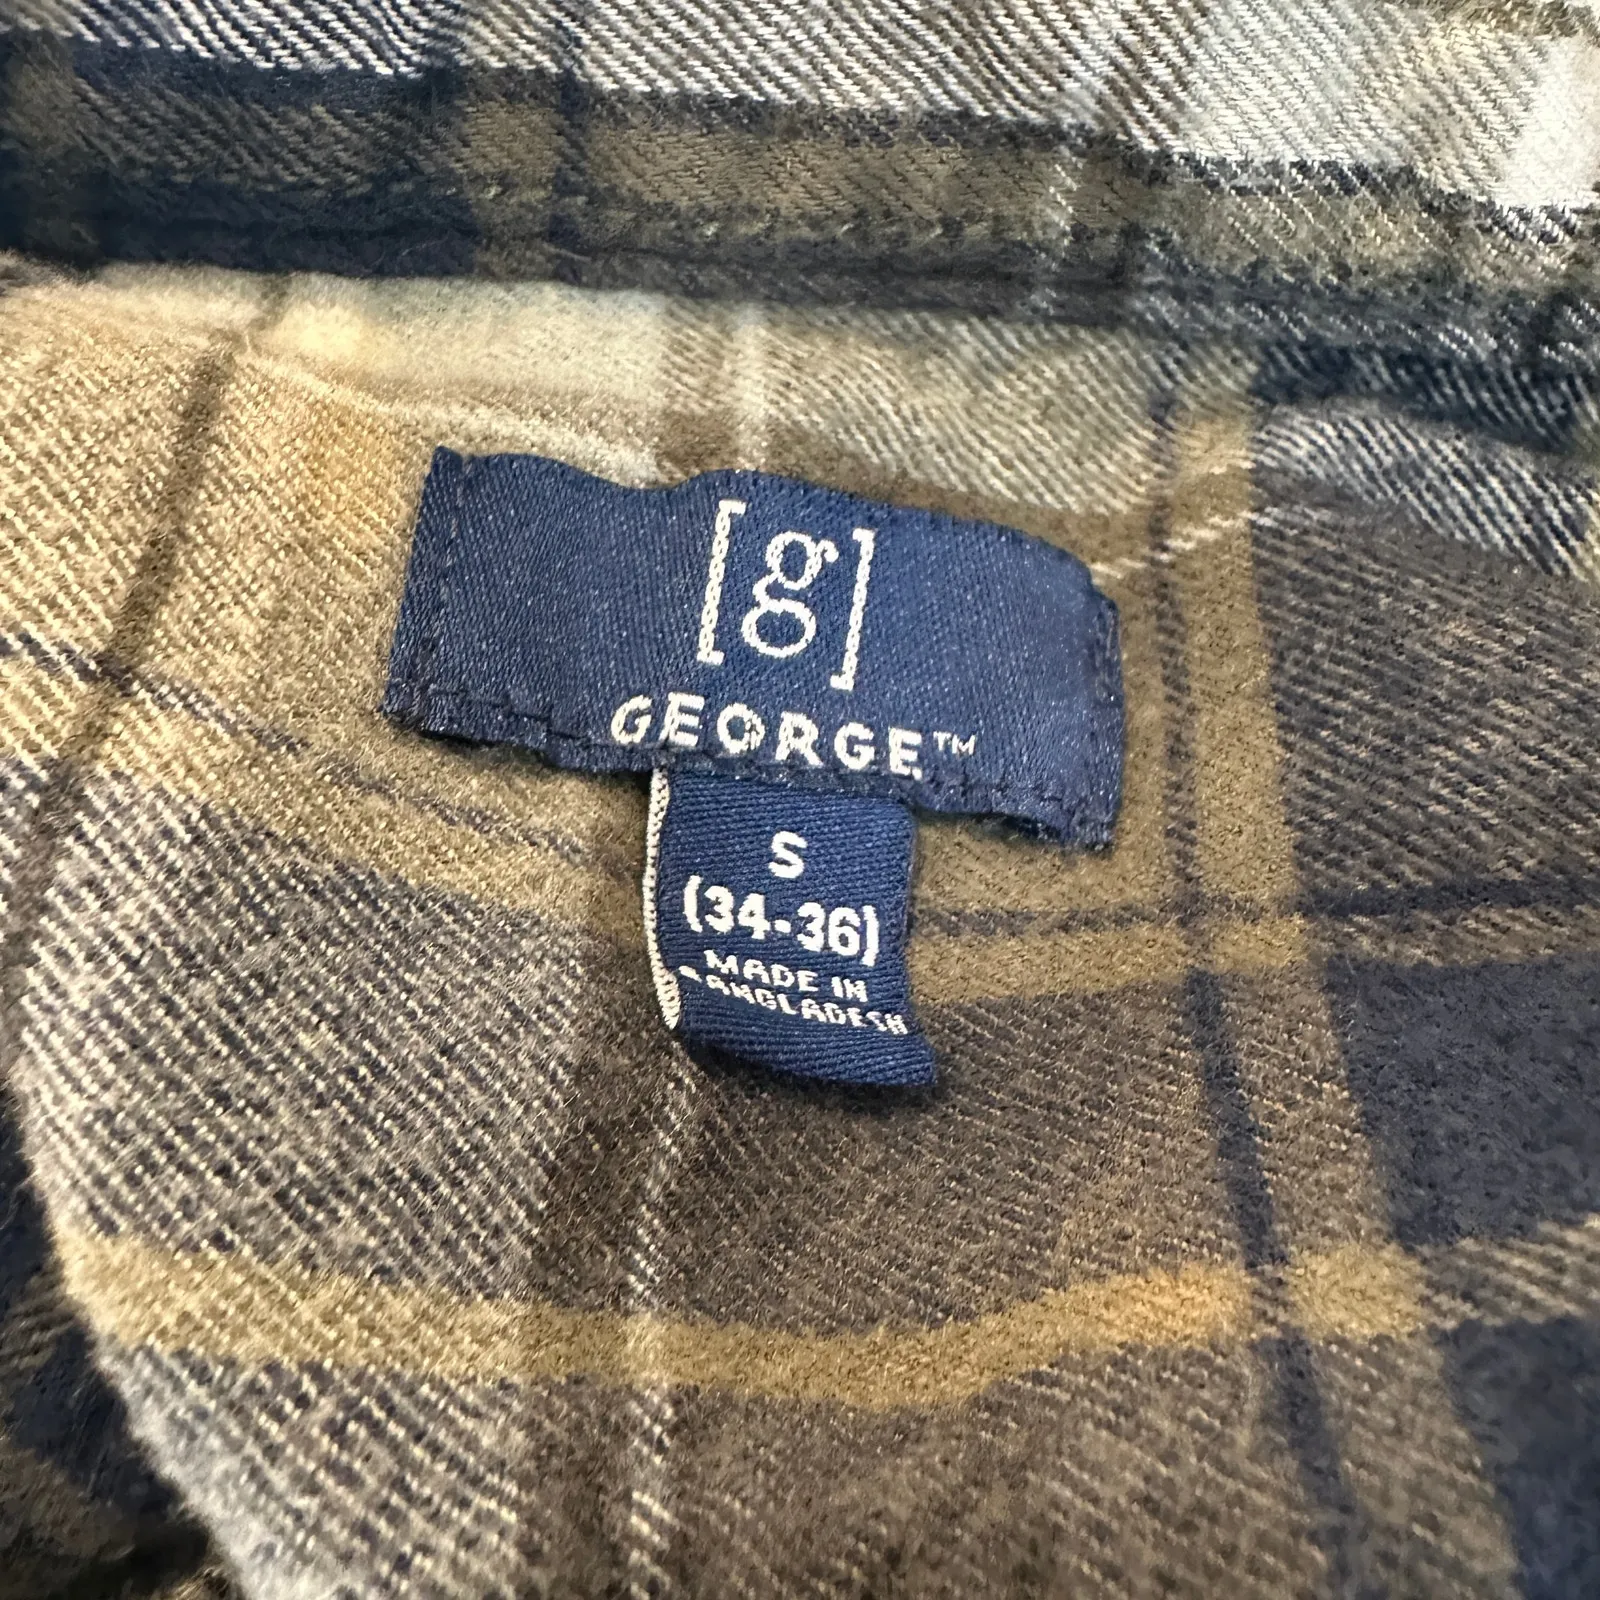 [g]
GEORGE™
S
(34-36)
MADE IN
BANGLADESH